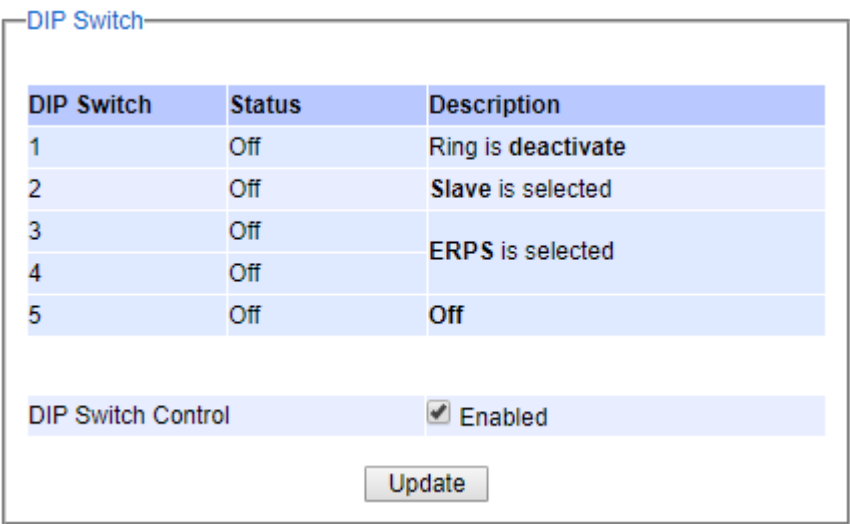 DIP Switch
DIP Switch Status Description
1 Off Ring is deactivate
2 Off Slave is selected
3 Off
ERPS is selected
4 Off
5 Off Off
DIP Switch Control Enabled
Update